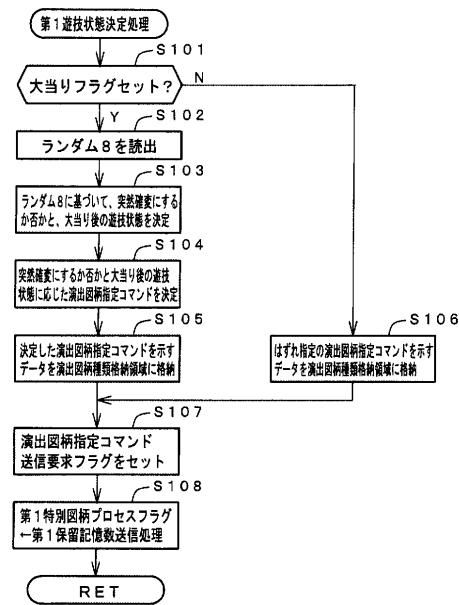 第1遊技状態決定処理
S101
大当りフラグセット?
N
Y
S102
ランダム8を読出
S103
ランダム8に基づいて、突然確変にする
か否かと、大当り後の遊技状態を決定
S104
突然確変にするか否かと大当り後の遊技
状態に応じた演出図柄指定コマンドを決定
S105
決定した演出図柄指定コマンドを示す
データを演出図柄種類格納領域に格納
S106
はずれ指定の演出図柄指定コマンドを示す
データを演出図柄種類格納領域に格納
S107
演出図柄指定コマンド
送信要求フラグをセット
S108
第1特別図柄プロセスフラグ
←第1保留記憶数送信処理
RET